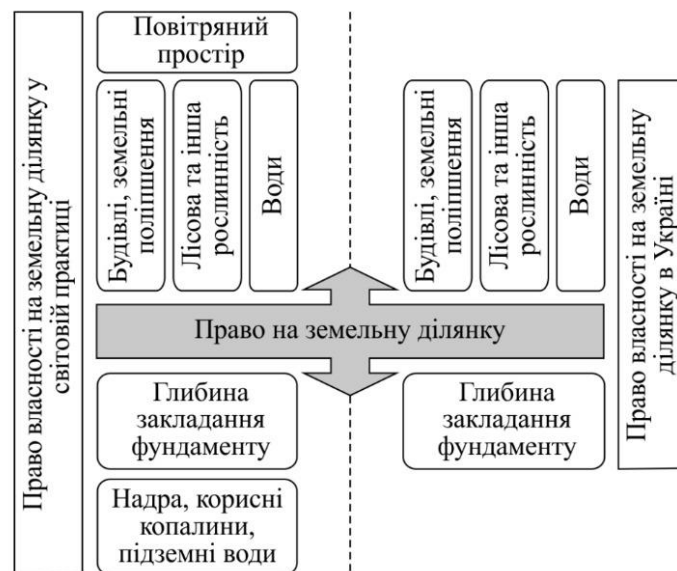 Право власності на земельну ділянку у
світовій практиці
Повітряний
простір
Будівлі, земельні
поліпшення
Лісова та інша
рослинність
Води
Право на земельну ділянку
Глибина
закладання
фундаменту
Надра, корисні
копалини,
підземні води
Будівлі, земельні
поліпшення
Лісова та інша
рослинність
Води
Глибина
закладання
фундаменту
Право власності на земельну
ділянку в Україні